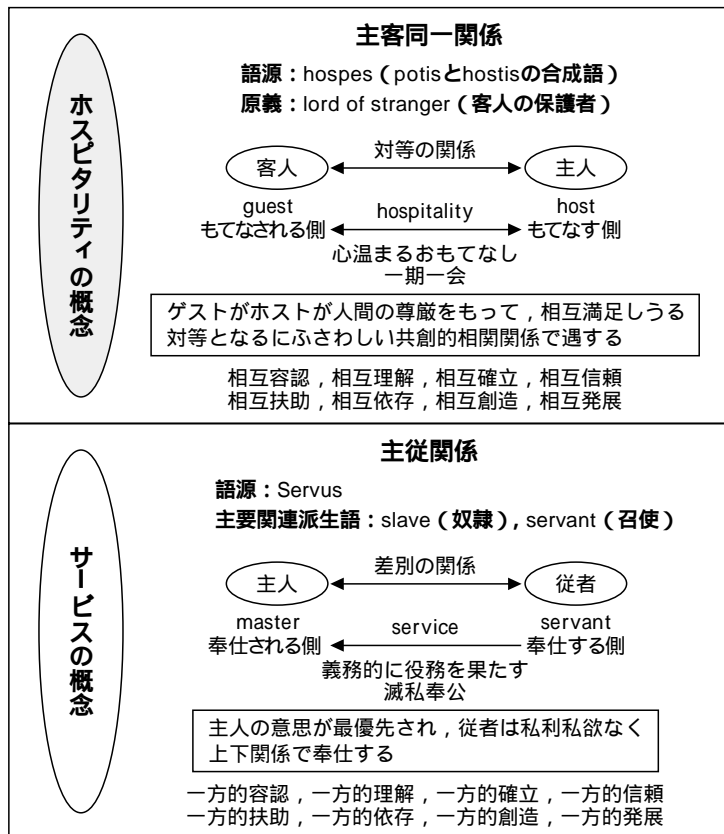 ホスピタリティの概念
主客同一関係
語源：hospes（potisとhostisの合成語）
原義：lord of stranger（客人の保護者）
客人 対等の関係 主人
guest hospitality host
もてなされる側 もてなす側
心温まるおもてなし
一期一会
ゲストがホストが人間の尊厳をもって，相互満足しうる
対等となるにふさわしい共創的相関関係で遇する
相互容認，相互理解，相互確立，相互信頼
相互扶助，相互依存，相互創造，相互発展
サービスの概念
主従関係
語源：Servus
主要関連派生語：slave（奴隷），servant（召使）
主人 差別の関係 従者
master service servant
奉仕される側 奉仕する側
義務的に役務を果たす
滅私奉公
主人の意思が最優先され，従者は私利私欲なく
上下関係で奉仕する
一方的容認，一方的理解，一方的確立，一方的信頼
一方的扶助，一方的依存，一方的創造，一方的発展